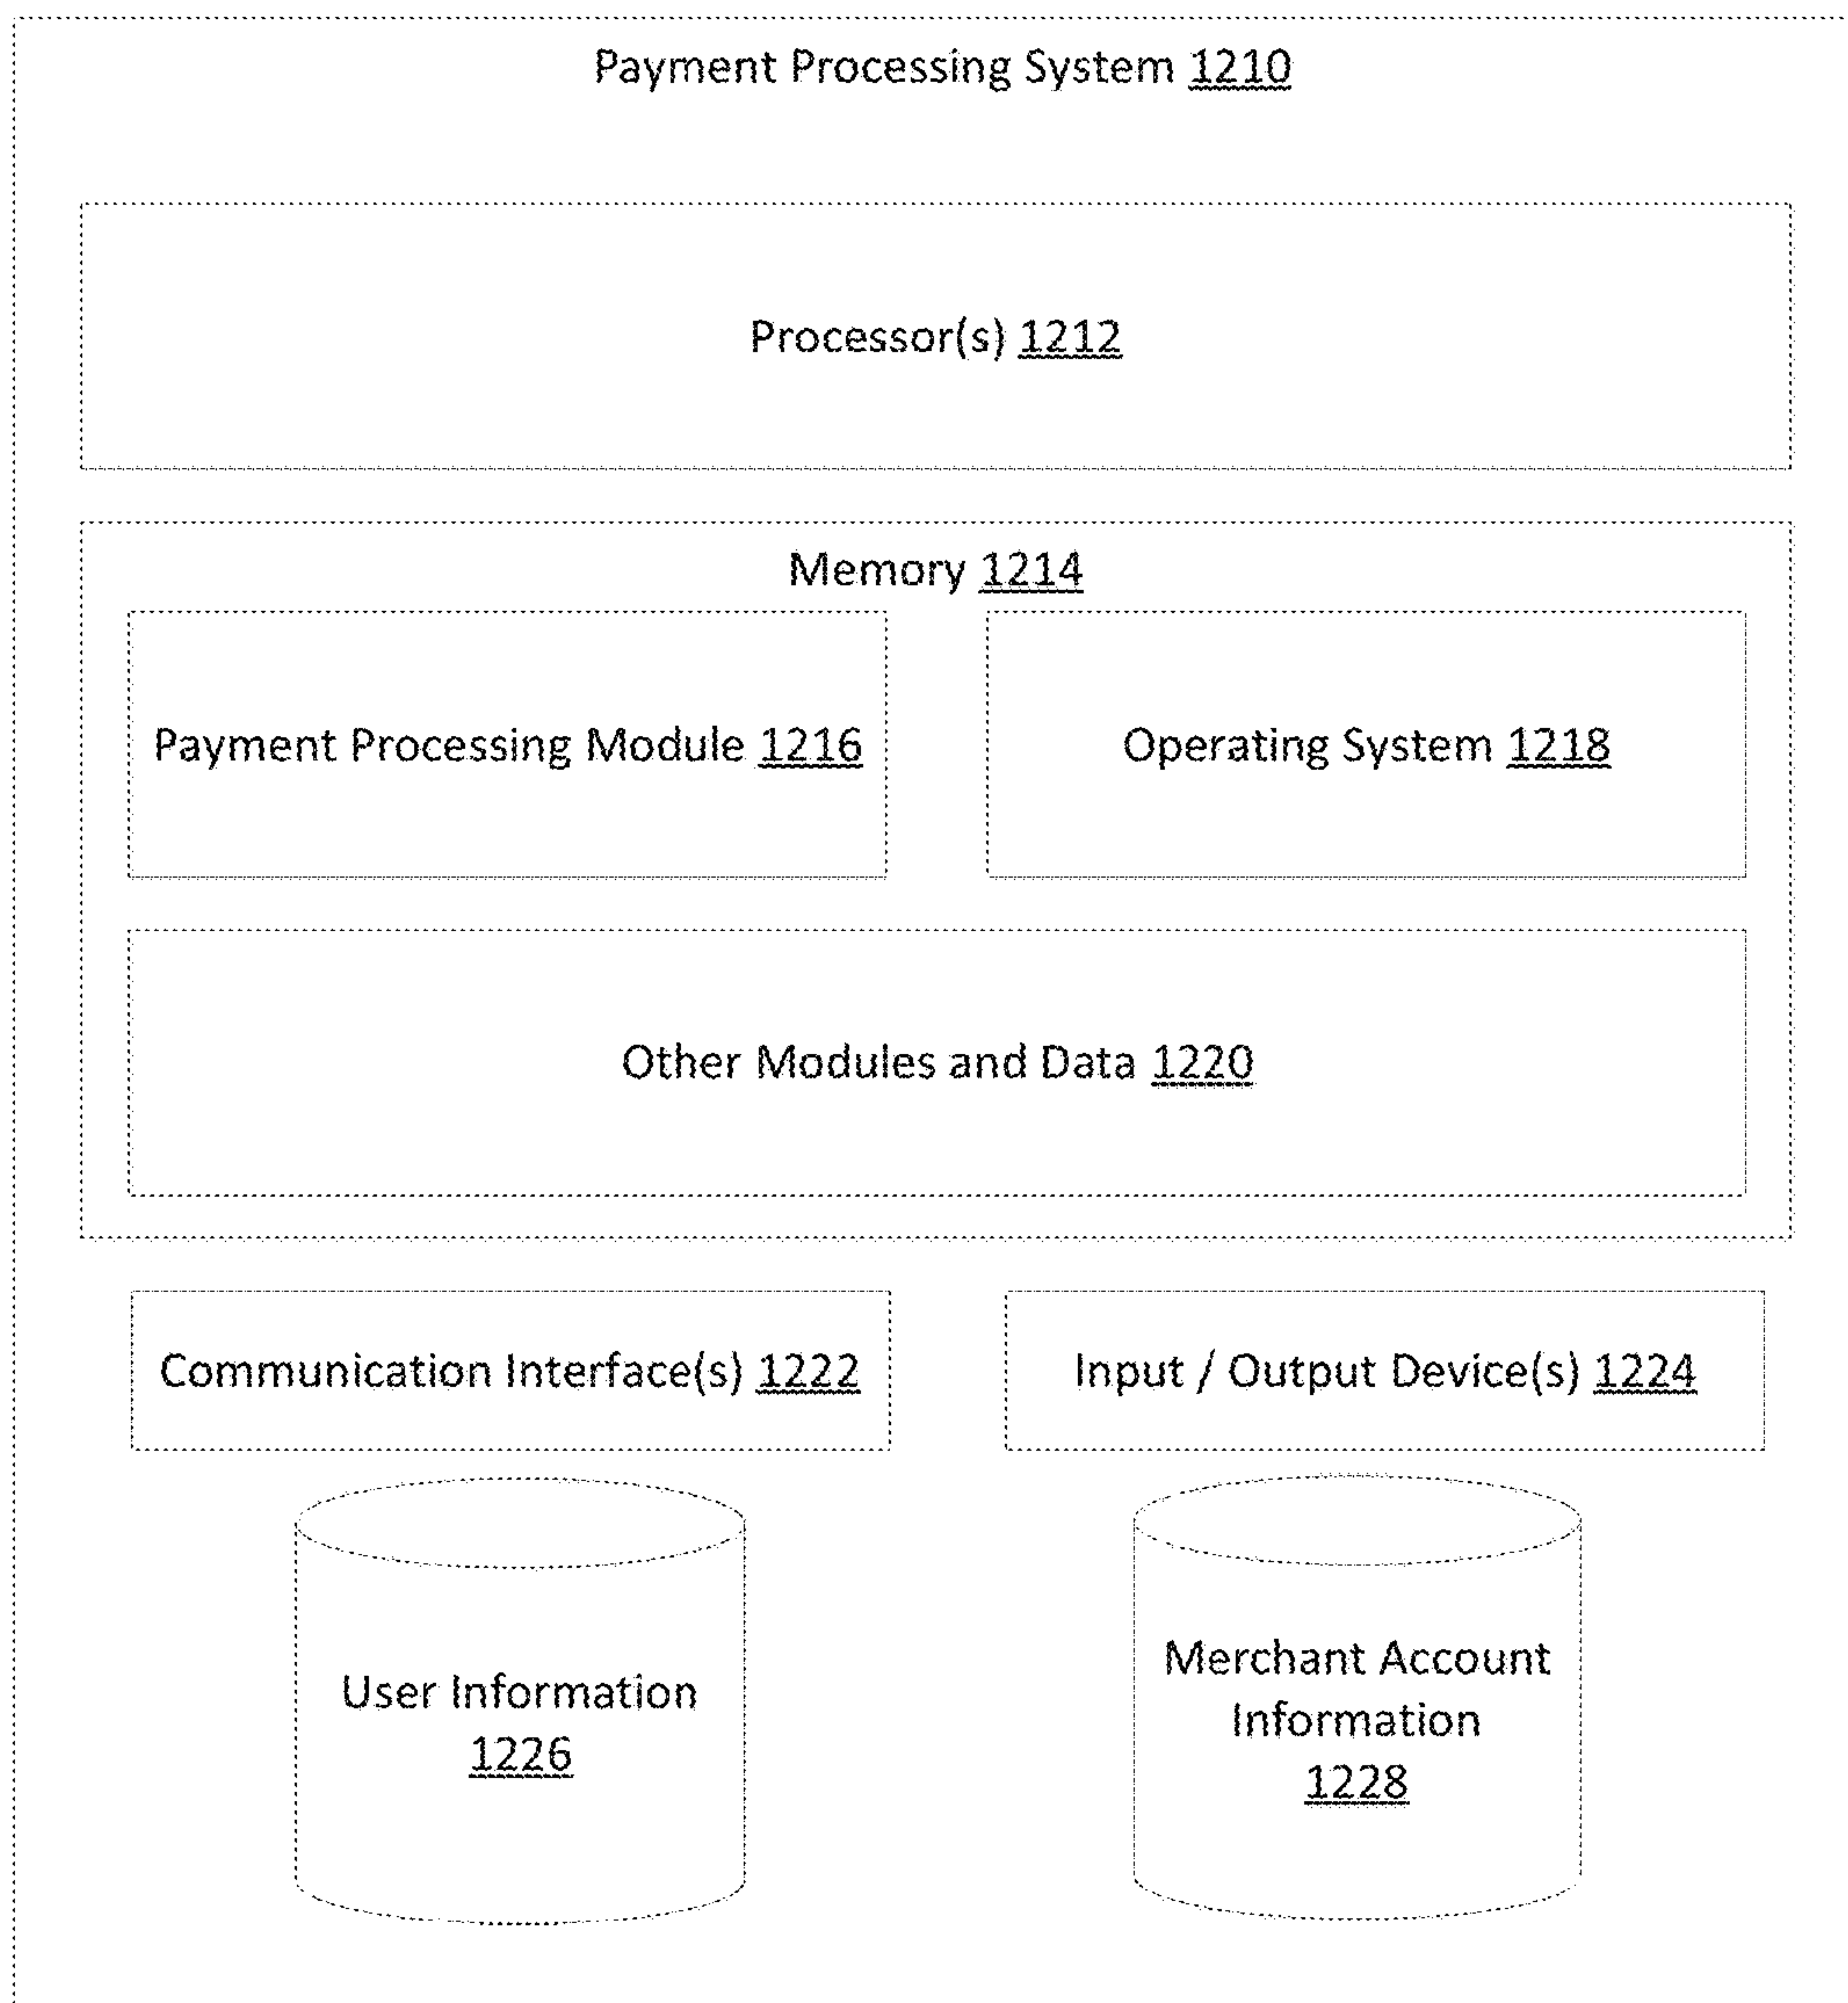 Payment Processing System 1210
Processor(s) 1212
Memory 1214
Payment Processing Module 1216
Operating System 1218
Other Modules and Data 1220
Communication Interface(s) 1222
Input / Output Device(s) 1224
User Information
1226
Merchant Account
Information
1228